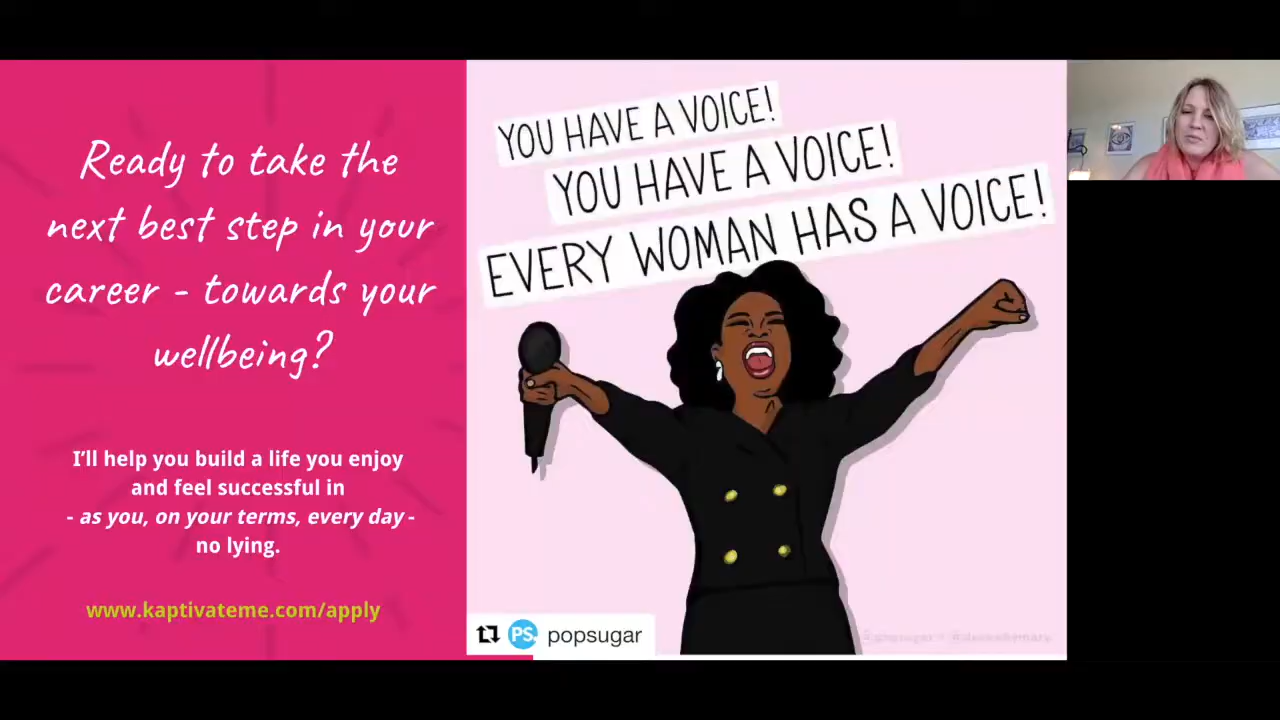 Ready to take the
next best step in your
career - towards your
wellbeing?
I'll help you build a life you enjoy
and feel successful in
- as you, on your terms, every day -
no lying.
www.kaptivateme.com/apply
YOU HAVE A VOICE!
YOU HAVE A VOICE!
EVERY WOMAN HAS A VOICE!
PS.
popsugar